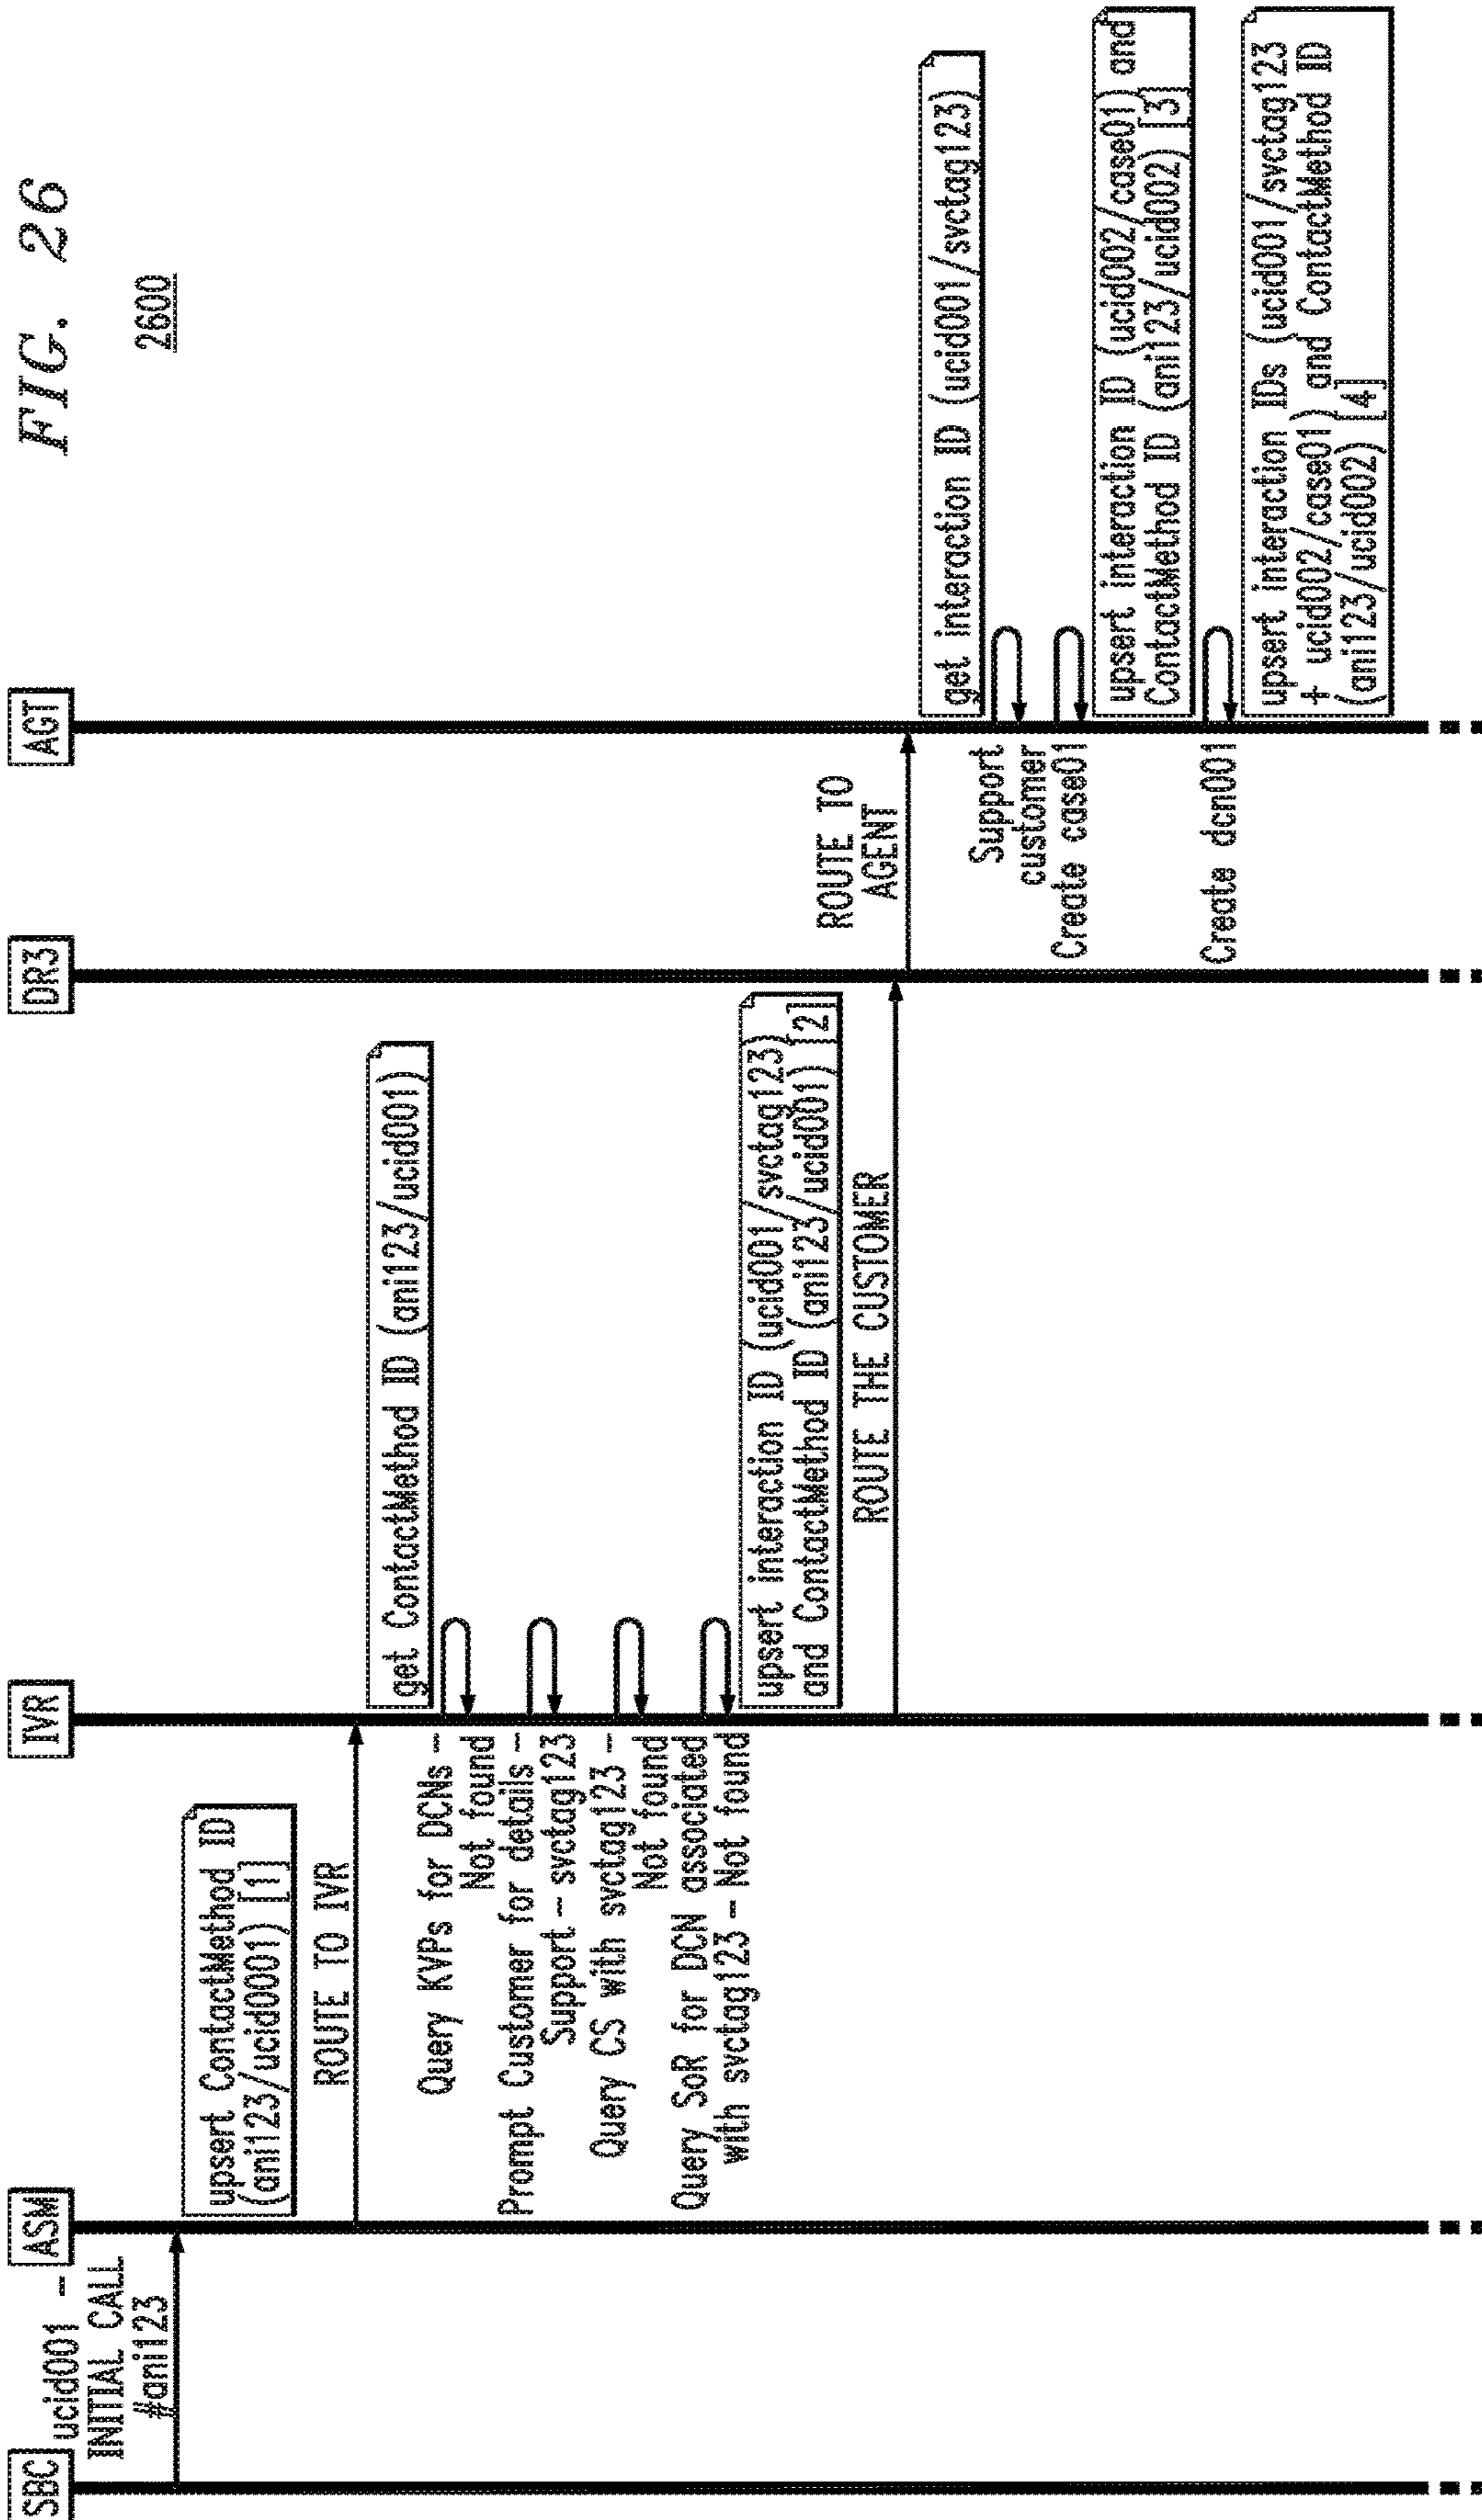 FIG. 26
2600
SBC
ASM
IVR
DR3
AGT
ucid001 -
INITIAL CALL
#ani123
upsert ContactMethod ID
(ani123/ucid0001) [1]
ROUTE TO IVR
get ContactMethod ID (ani123/ucid001)
Query KVPs for DCNs -
Not found
Prompt Customer for details -
Support - svctag123
Query CS with svctag123 -
Not found
Query SoR for DCN associated
with svctag123 - Not found
upsert interaction ID (ucid001/svctag123)
and ContactMethod ID (ani123/ucid001) [2]
ROUTE THE CUSTOMER
ROUTE TO
AGENT
get interaction ID (ucid001/svctag123)
Support
customer
Create case01
upsert interaction ID (ucid002/case01) and
ContactMethod ID (ani123/ucid002) [3]
Create dcn001
upsert interaction IDs (ucid001/svctag123
+ ucid002/case01) and ContactMethod ID
(ani123/ucid002) [4]